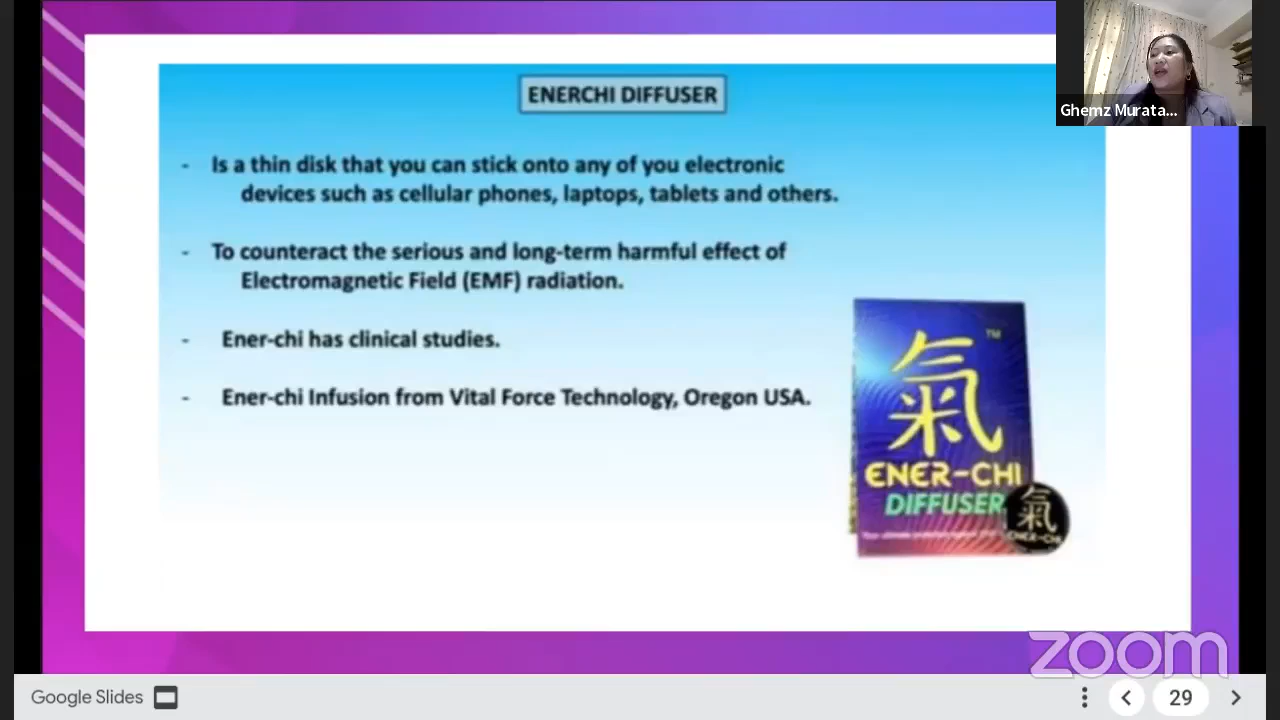 Ghemz Murata...
ENERCHI DIFFUSER
- Is a thin disk that you can stick onto any of you electronic
devices such as cellular phones, laptops, tablets and others.
- To counteract the serious and long-term harmful effect of
Electromagnetic Field (EMF) radiation.
- Ener-chi has clinical studies.
- Ener-chi Infusion from Vital Force Technology, Oregon USA.
氣
TM
ENER-CHI
DIFFUSER
氣
ENER-CHI
zoom
Google Slides
29